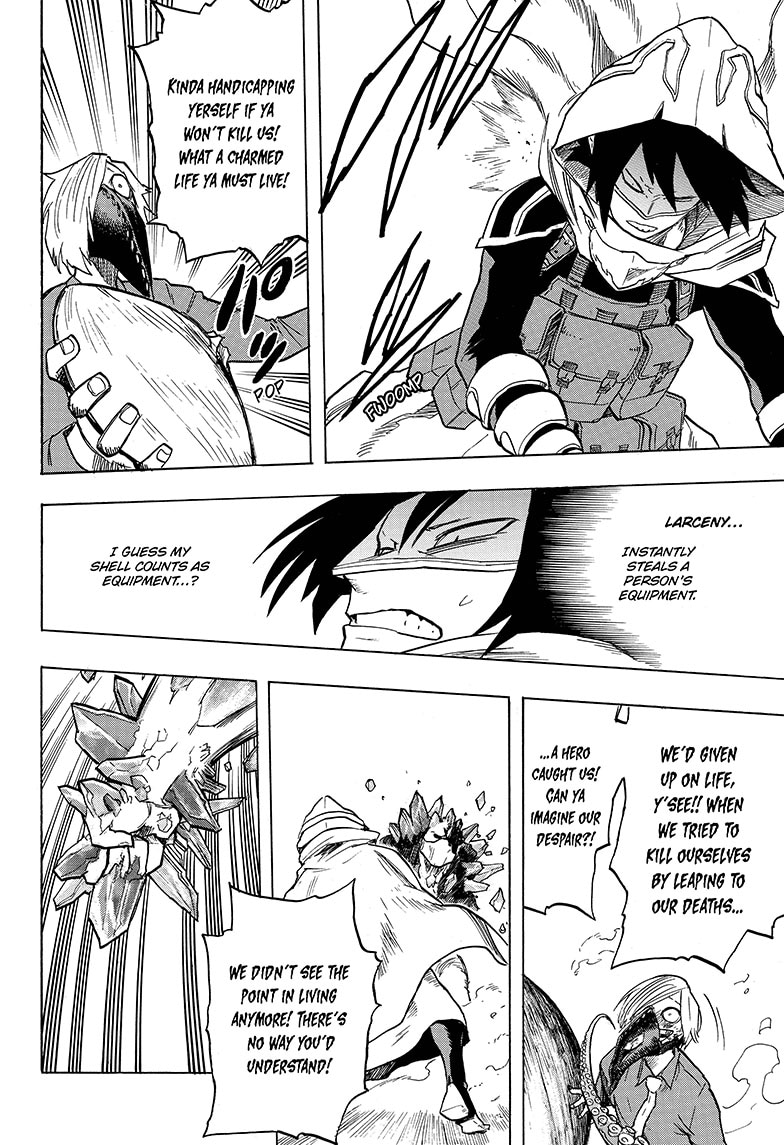 KINDA HANDICAPPING
YERSELF IF YA
WON'T KILL US!
WHAT A CHARMED
LIFE YA MUST LIVE!
パッ
POP
FWOOMP
LARCENY...
INSTANTLY
STEALS A
PERSON'S
EQUIPMENT.
I GUESS MY
SHELL COUNTS AS
EQUIPMENT...?
WE'D GIVEN
UP ON LIFE,
Y'SEE!! WHEN
WE TRIED TO
KILL OURSELVES
BY LEAPING TO
OUR DEATHS...
...A HERO
CAUGHT US!
CAN YA
IMAGINE OUR
DESPAIR?!
WE DIDN'T SEE THE
POINT IN LIVING
ANYMORE! THERE'S
NO WAY YOU'D
UNDERSTAND!